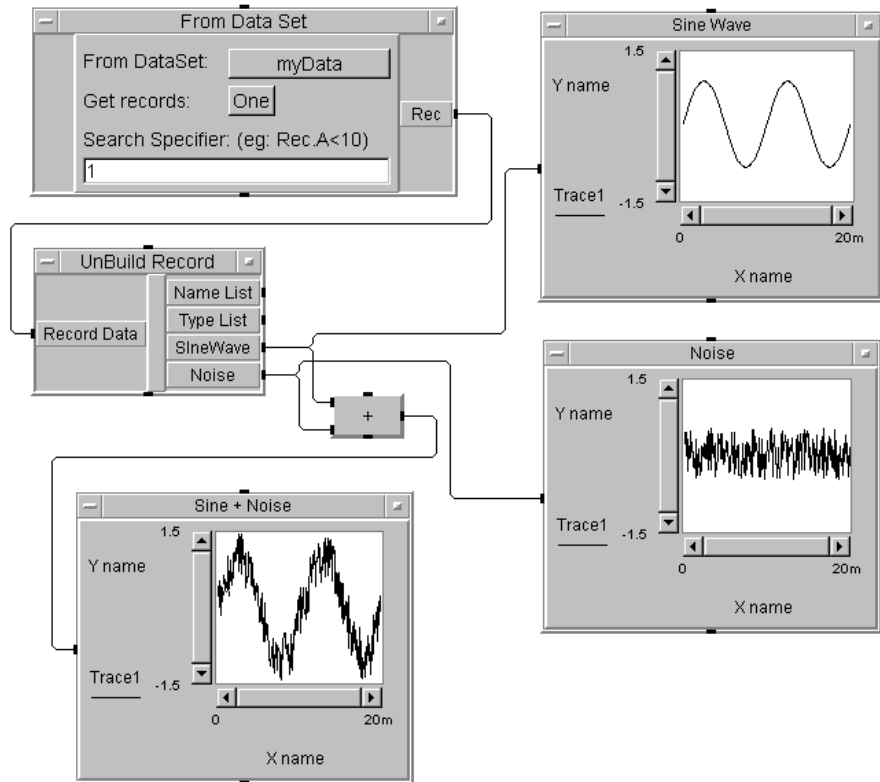 From Data Set
From DataSet: myData
Get records: One
Rec
Search Specifier: (eg: Rec.A<10)
1
Sine Wave
1.5
Y name
Trace1
-1.5
0 20m
X name
UnBuild Record
Name List
Type List
Record Data
SIneWave
Noise
+
Noise
1.5
Y name
Trace1
-1.5
0 20m
X name
Sine + Noise
1.5
Y name
Trace1
-1.5
0 20m
X name